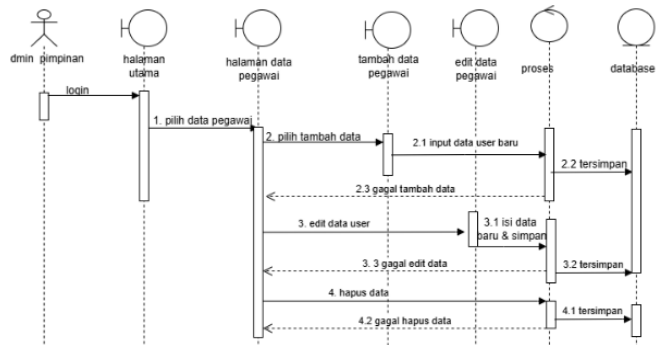 dmin pimpinan
halaman
utama
halaman data
pegawai
tambah data
pegawai
edit data
pegawai
proses
database
login
1. pilih data pegawai
2. pilih tambah data
2.1 input data user baru
2.2 tersimpan
2.3 gagal tambah data
3. edit data user
3.1 isi data
baru & simpan
3. 3 gagal edit data
3.2 tersimpan
4. hapus data
4.1 tersimpan
4.2 gagal hapus data